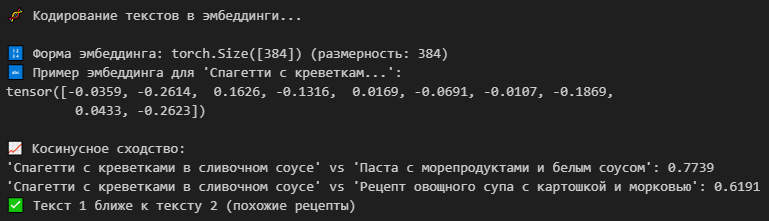 🧬 Кодирование текстов в эмбеддинги...
🔢 Форма эмбеддинга: torch.Size([384]) (размерность: 384)
🔤 Пример эмбеддинга для 'Спагетти с креветкам...':
tensor([-0.0359, -0.2614,  0.1626, -0.1316,  0.0169, -0.0691, -0.0107, -0.1869,
         0.0433, -0.2623])
📈 Косинусное сходство:
'Спагетти с креветками в сливочном соусе' vs 'Паста с морепродуктами и белым соусом': 0.7739
'Спагетти с креветками в сливочном соусе' vs 'Рецепт овощного супа с картошкой и морковью': 0.6191
✅ Текст 1 ближе к тексту 2 (похожие рецепты)